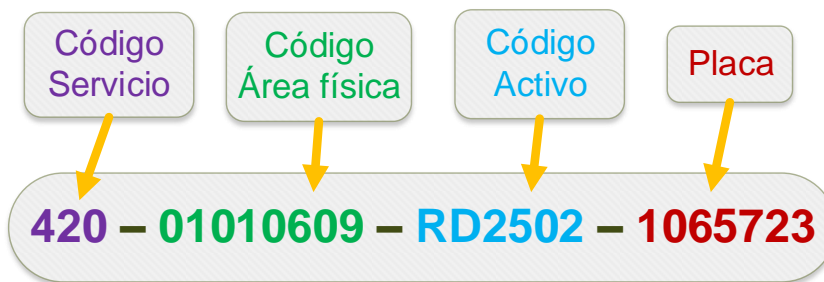 Código
Servicio
Código
Área física
Código
Activo
Placa
420 – 01010609 – RD2502 – 1065723